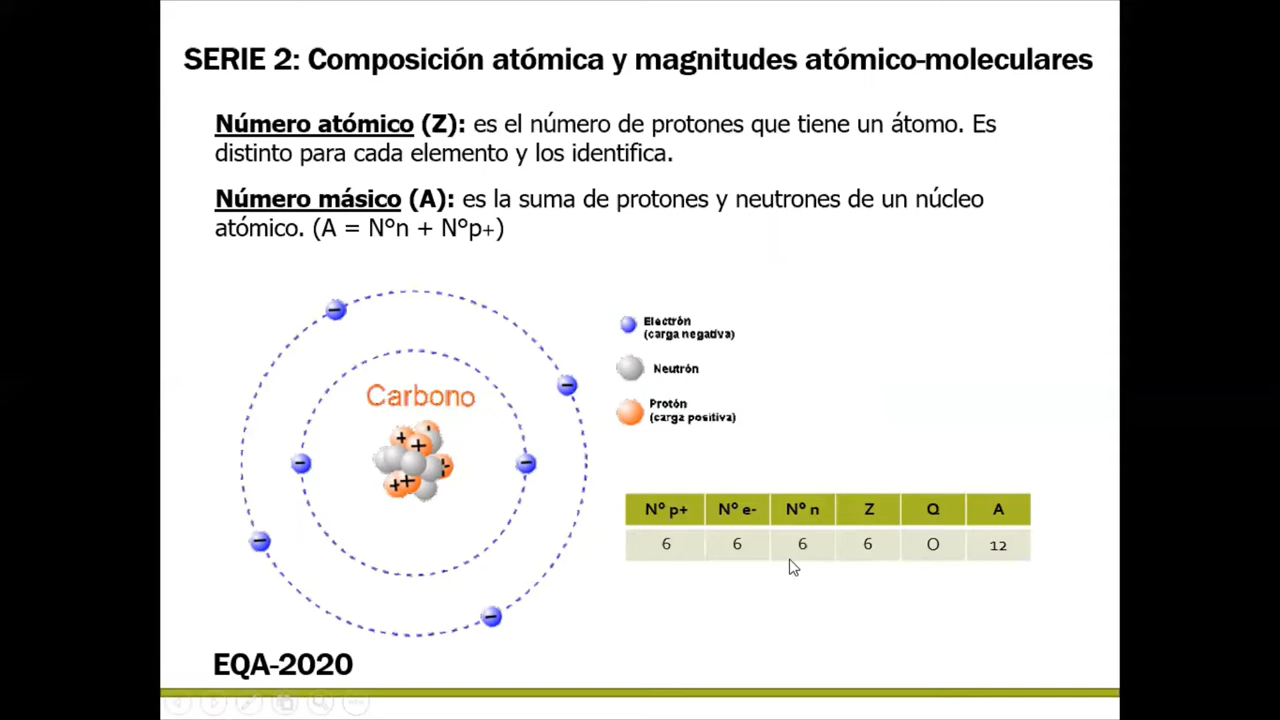 SERIE 2: Composición atómica y magnitudes atómico-moleculares
Número atómico (Z): es el número de protones que tiene un átomo. Es
distinto para cada elemento y los identifica.
Número másico (A): es la suma de protones y neutrones de un núcleo
atómico. (A = N°n + N°p+)
Carbono
Electrón
(carga negativa)
Neutrón
Protón
(carga positiva)
N° p+ N° e- N° n Z Q A
6 6 6 6 0 12
EQA-2020